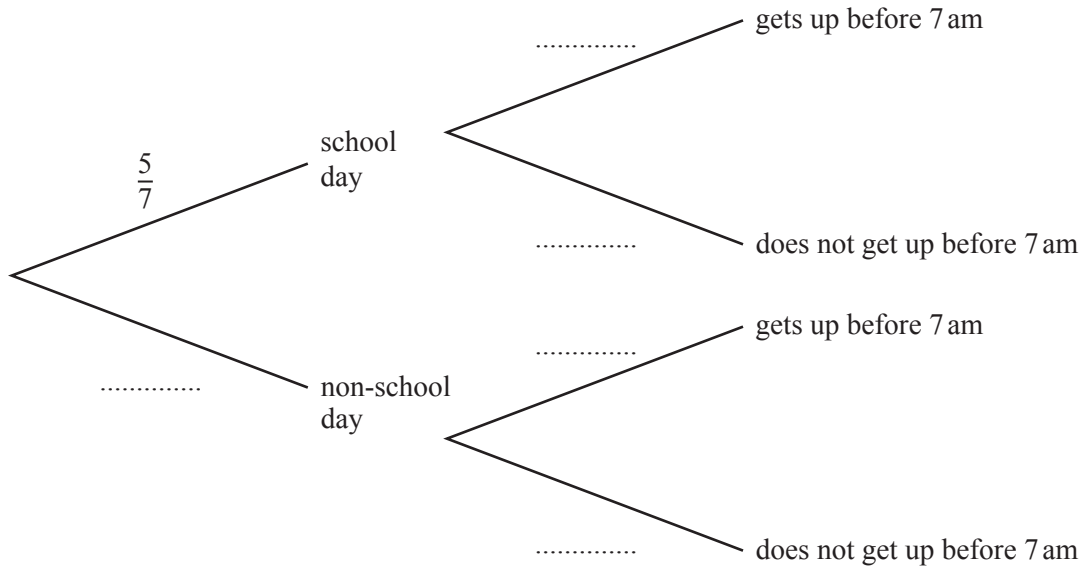 gets up before 7 am
.............
school
day
5
7
.............
does not get up before 7 am
gets up before 7 am
.............
.............
non-school
day
.............
does not get up before 7 am